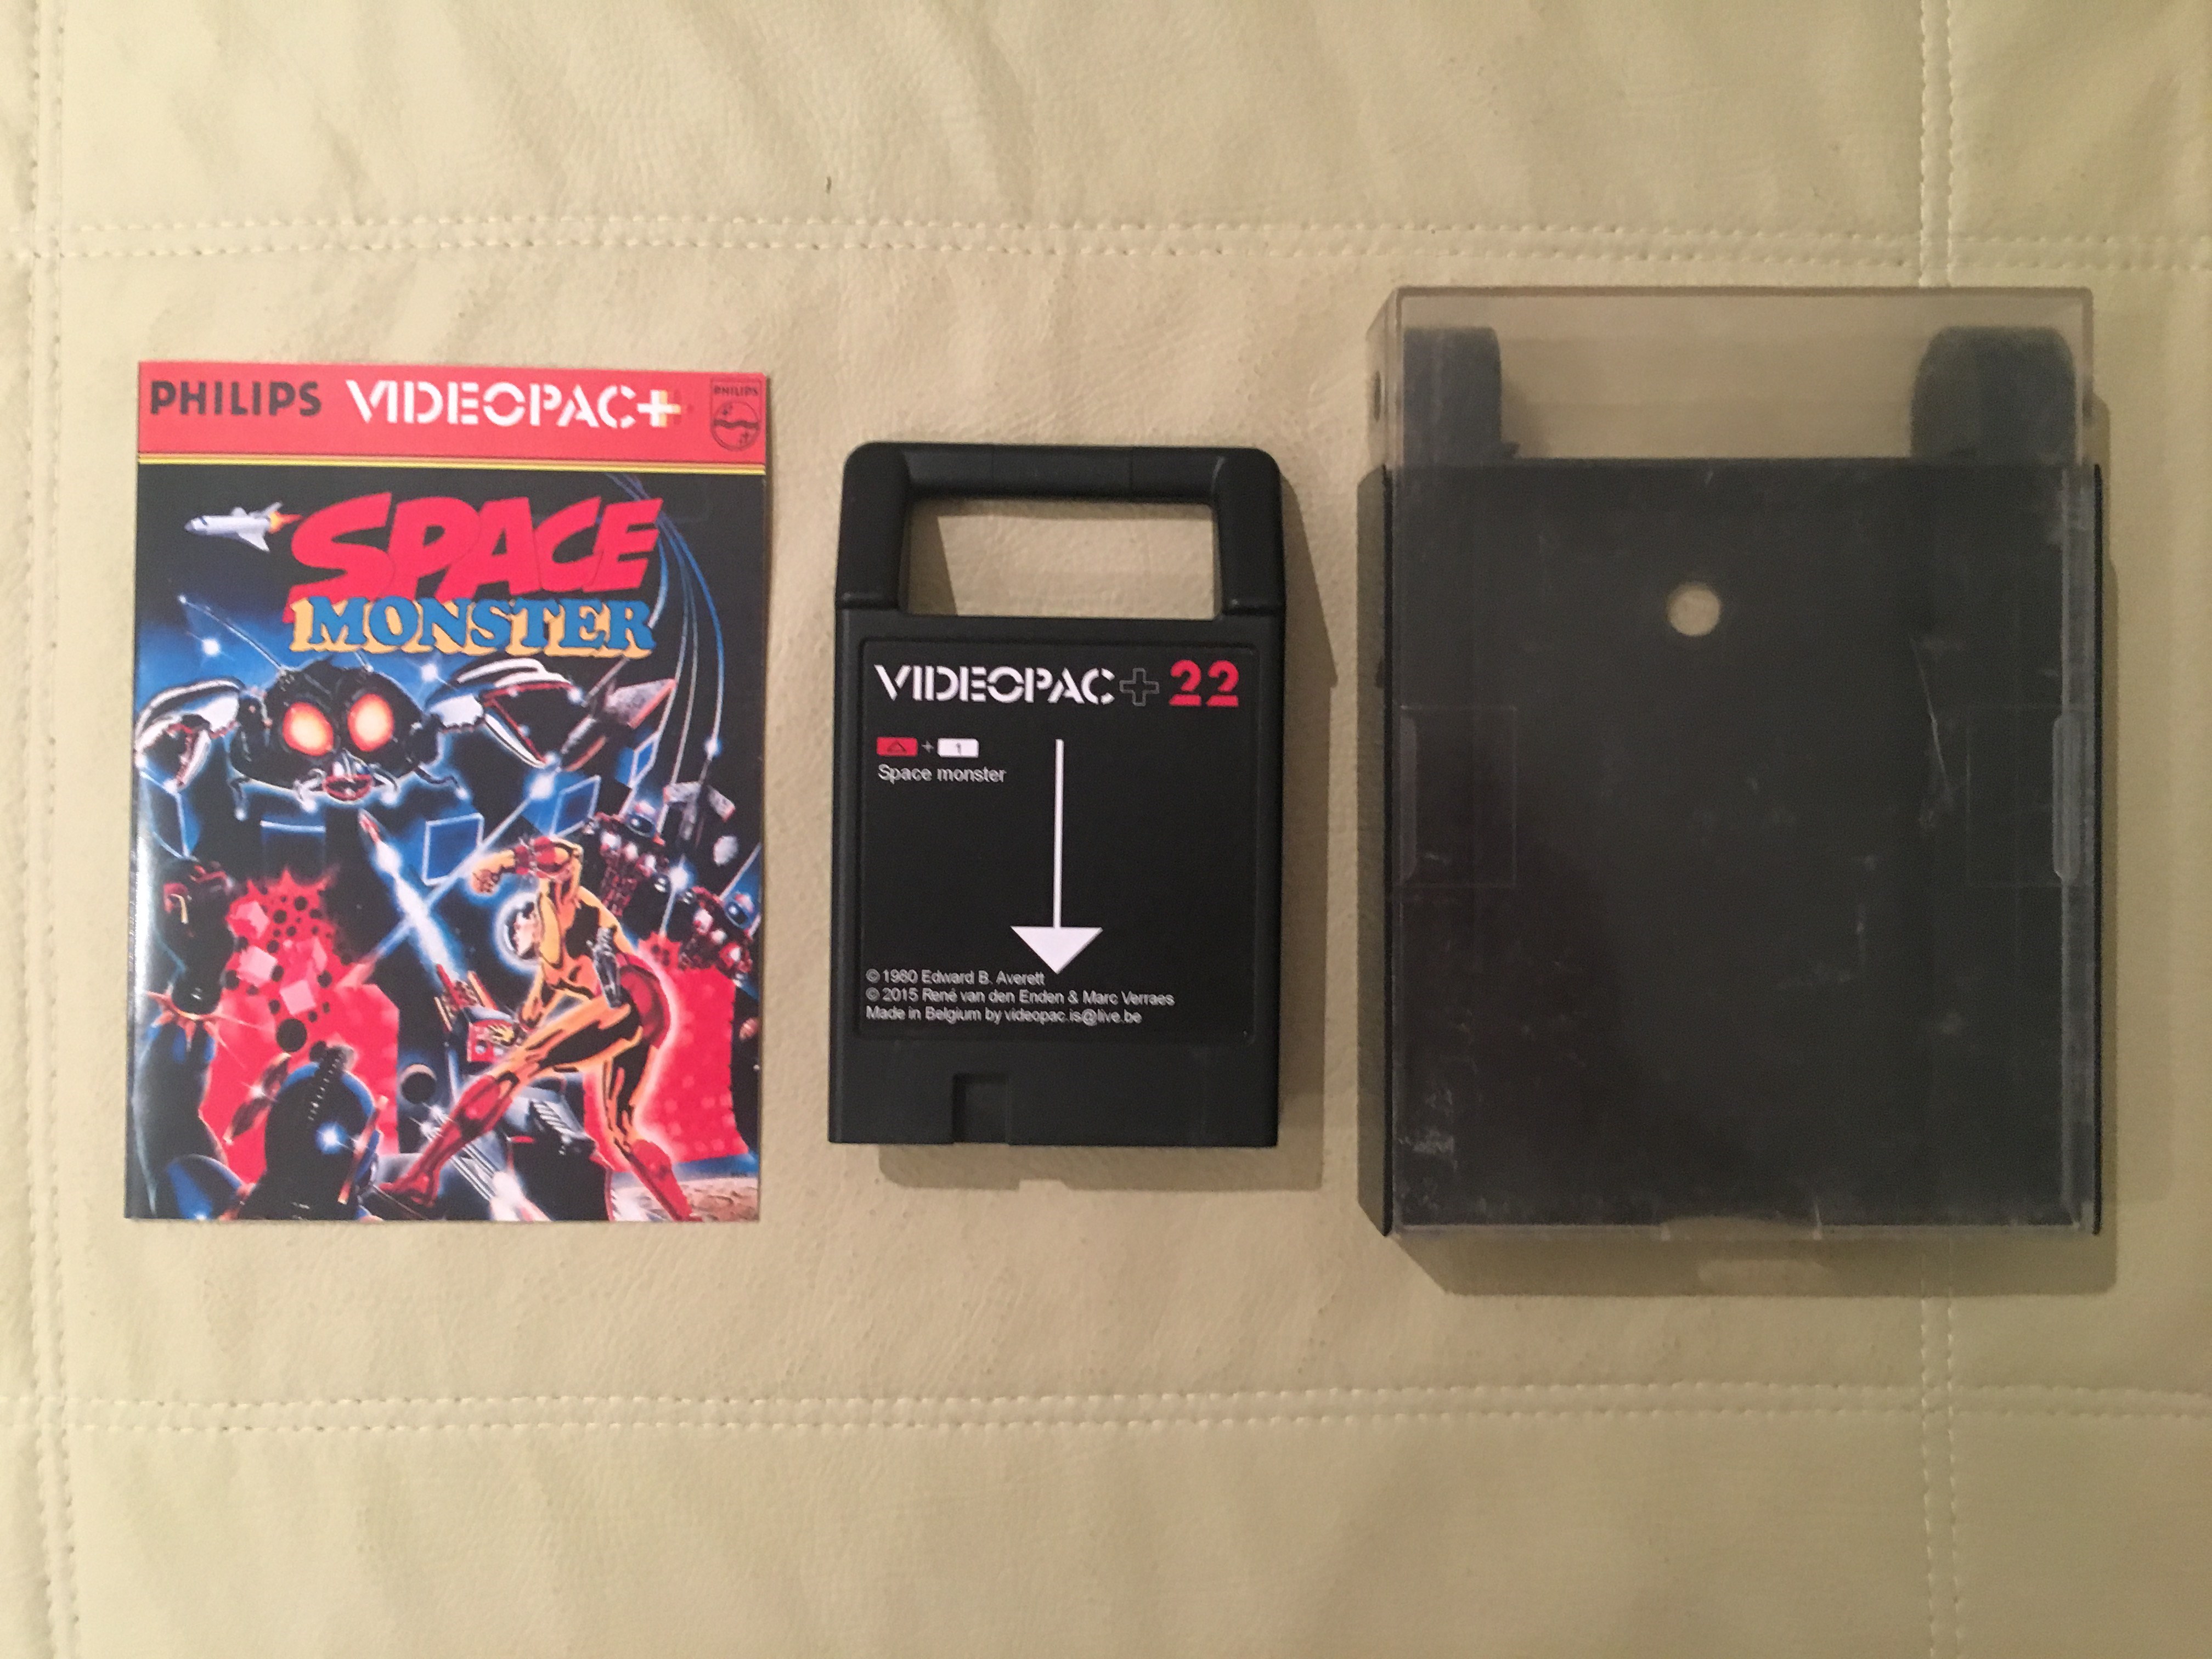 PHILIPS VIDEOPAC+ PHILIPS
SPACE
MONSTER
VIDEOPAC+ 22
+ 1
Space monster
© 1980 Edward B. Averett
© 2015 René van den Enden & Marc Verraes
Made in Belgium by videopac.is@live.be